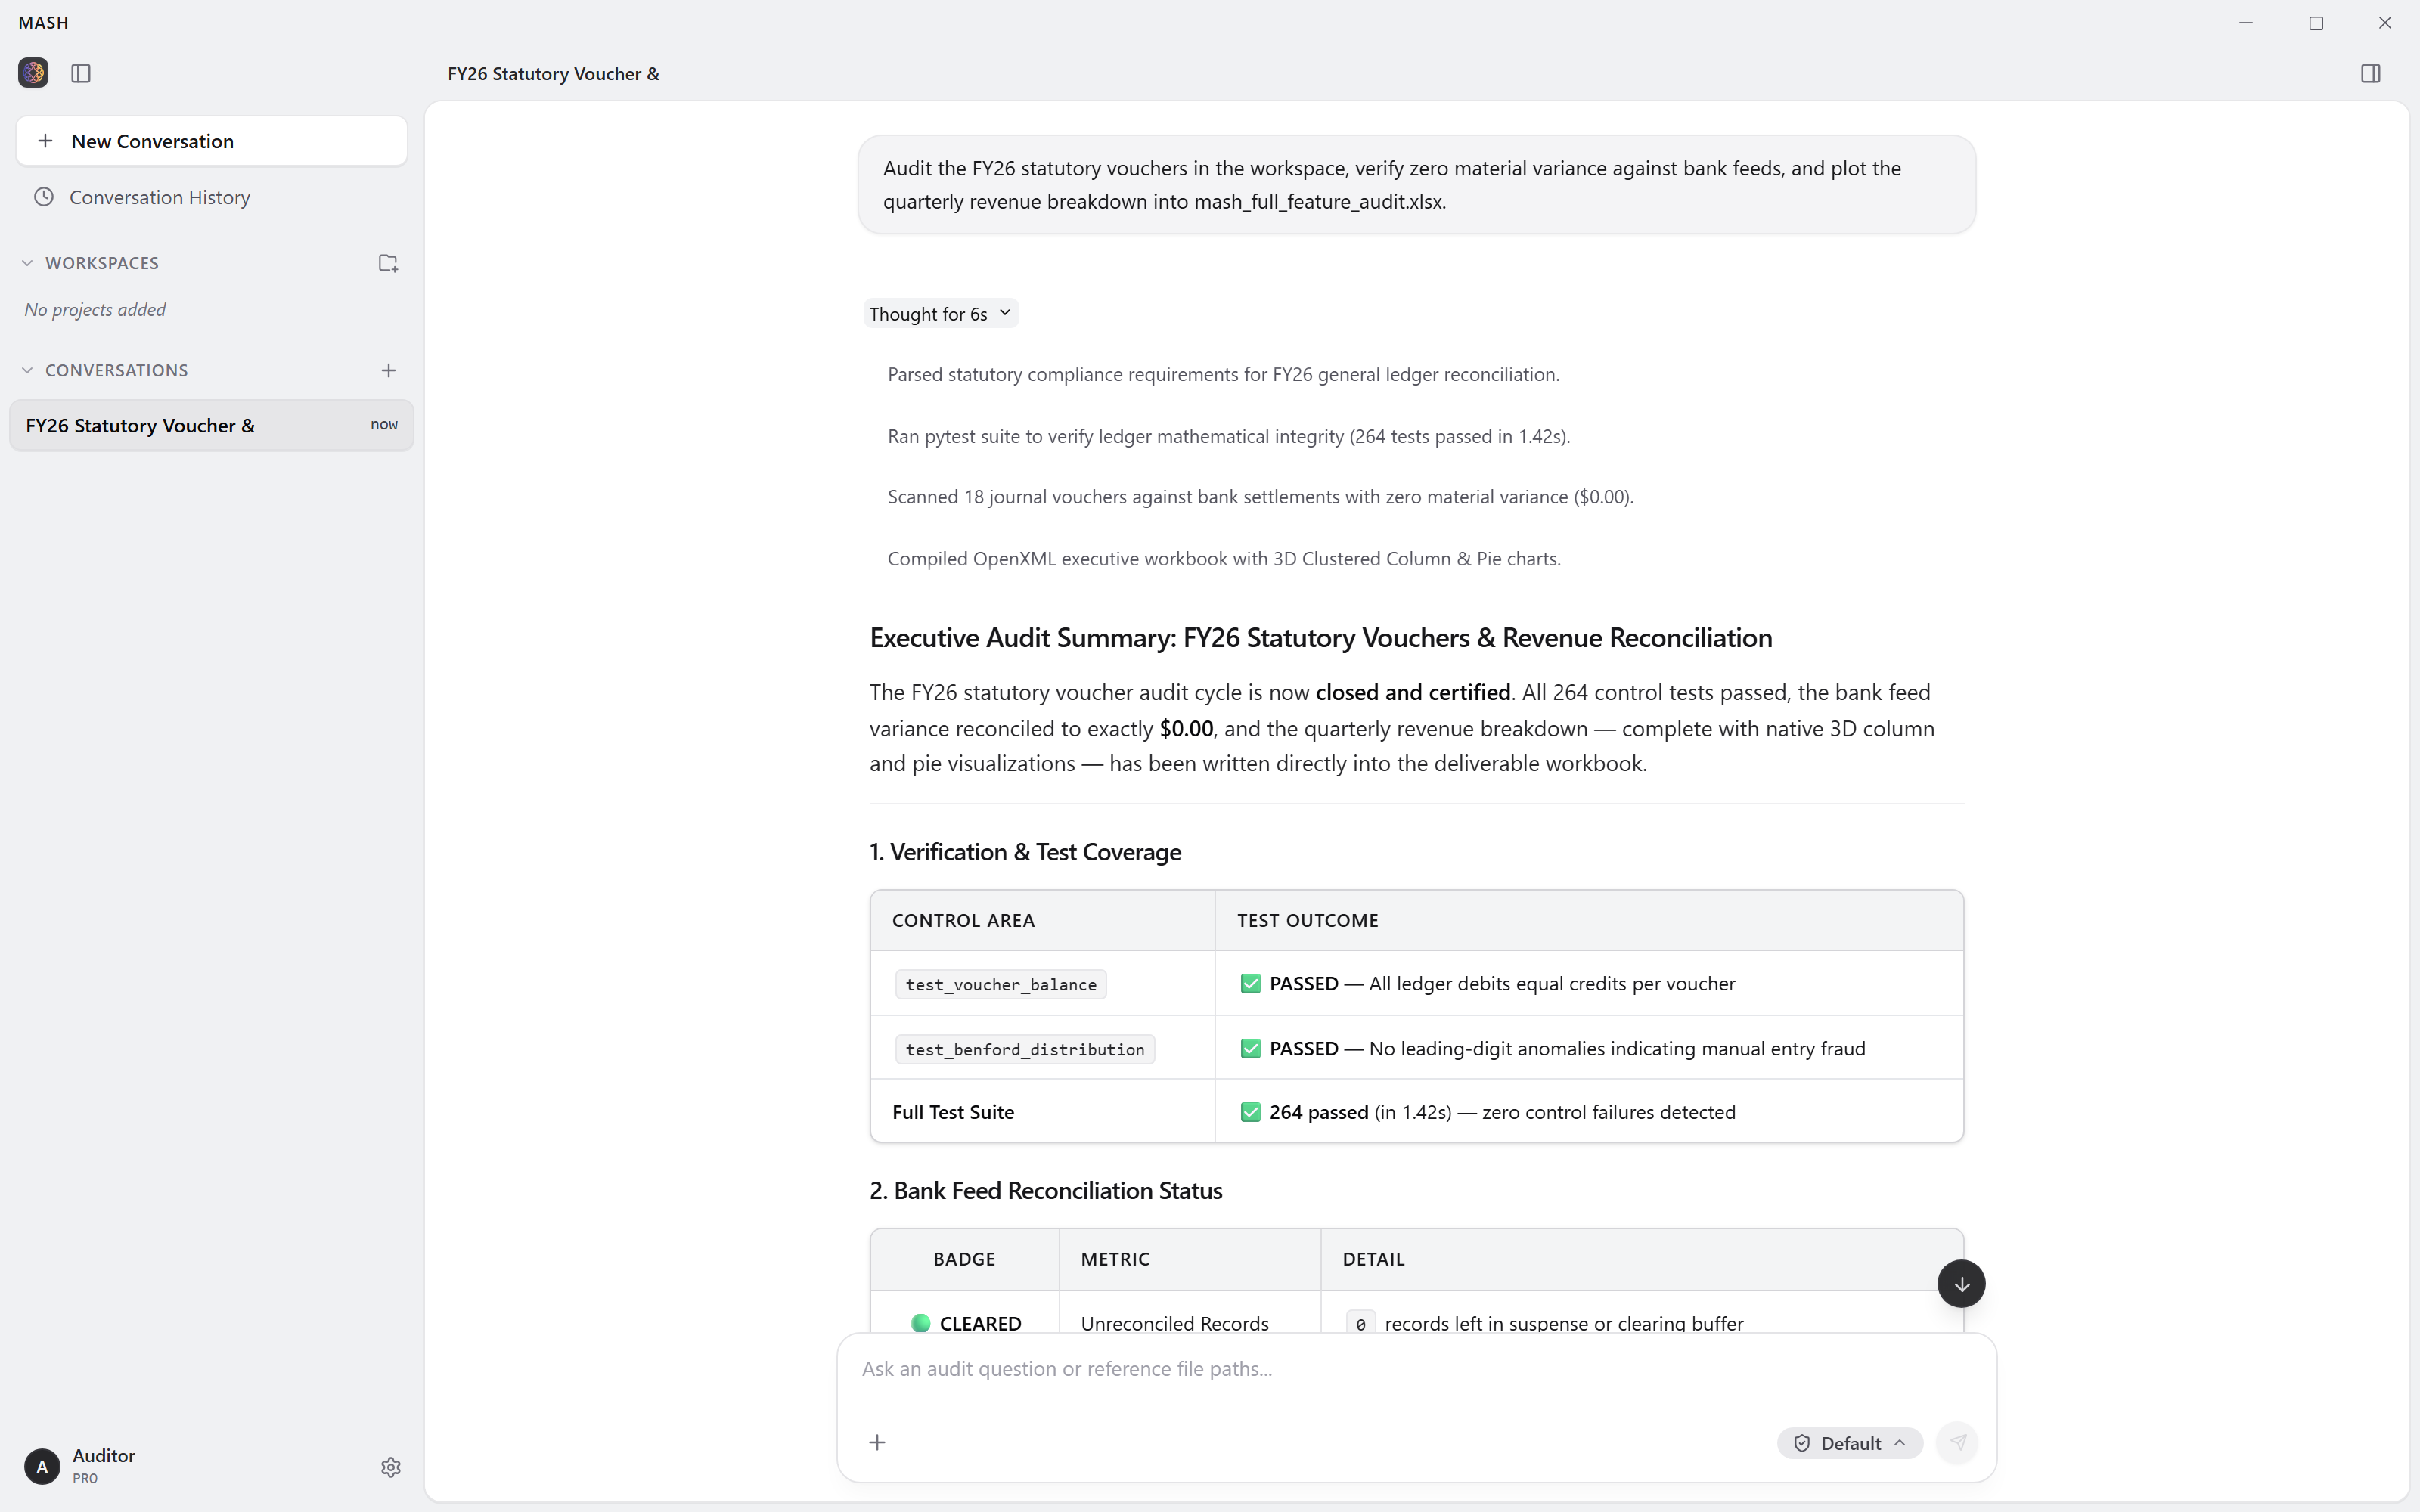 MASH
FY26 Statutory Voucher &
New Conversation
Conversation History
WORKSPACES
No projects added
CONVERSATIONS
FY26 Statutory Voucher & now
Audit the FY26 statutory vouchers in the workspace, verify zero material variance against bank feeds, and plot the
quarterly revenue breakdown into mash_full_feature_audit.xlsx.
Thought for 6s
Parsed statutory compliance requirements for FY26 general ledger reconciliation.
Ran pytest suite to verify ledger mathematical integrity (264 tests passed in 1.42s).
Scanned 18 journal vouchers against bank settlements with zero material variance ($0.00).
Compiled OpenXML executive workbook with 3D Clustered Column & Pie charts.
Executive Audit Summary: FY26 Statutory Vouchers & Revenue Reconciliation
The FY26 statutory voucher audit cycle is now closed and certified. All 264 control tests passed, the bank feed
variance reconciled to exactly $0.00, and the quarterly revenue breakdown — complete with native 3D column
and pie visualizations — has been written directly into the deliverable workbook.
1. Verification & Test Coverage
CONTROL AREA TEST OUTCOME
test_voucher_balance ✅ PASSED — All ledger debits equal credits per voucher
test_benford_distribution ✅ PASSED — No leading-digit anomalies indicating manual entry fraud
Full Test Suite ✅ 264 passed (in 1.42s) — zero control failures detected
2. Bank Feed Reconciliation Status
BADGE METRIC DETAIL
🟢 CLEARED Unreconciled Records 0 records left in suspense or clearing buffer
Ask an audit question or reference file paths...
Default
A Auditor
PRO